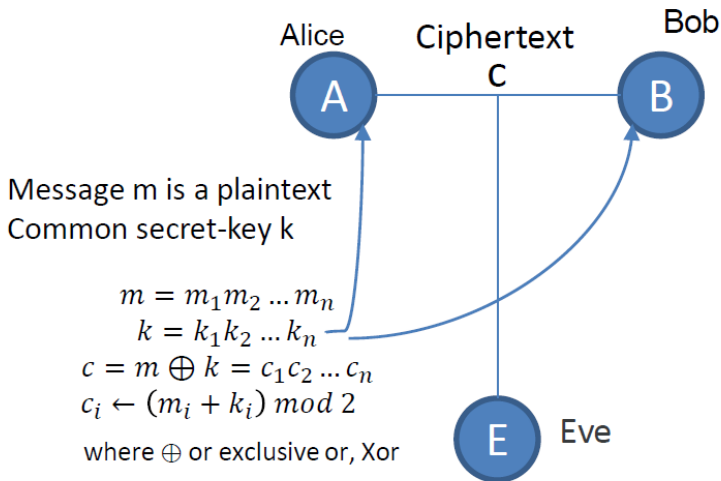 Alice
Ciphertext
Bob
A
C
B
Message m is a plaintext
Common secret-key k
m = m₁m₂ … mₙ
k = k₁k₂ … kₙ
c = m ⊕ k = c₁c₂ … cₙ
cᵢ ← (mᵢ + kᵢ) mod 2
where ⊕ or exclusive or, Xor
E
Eve